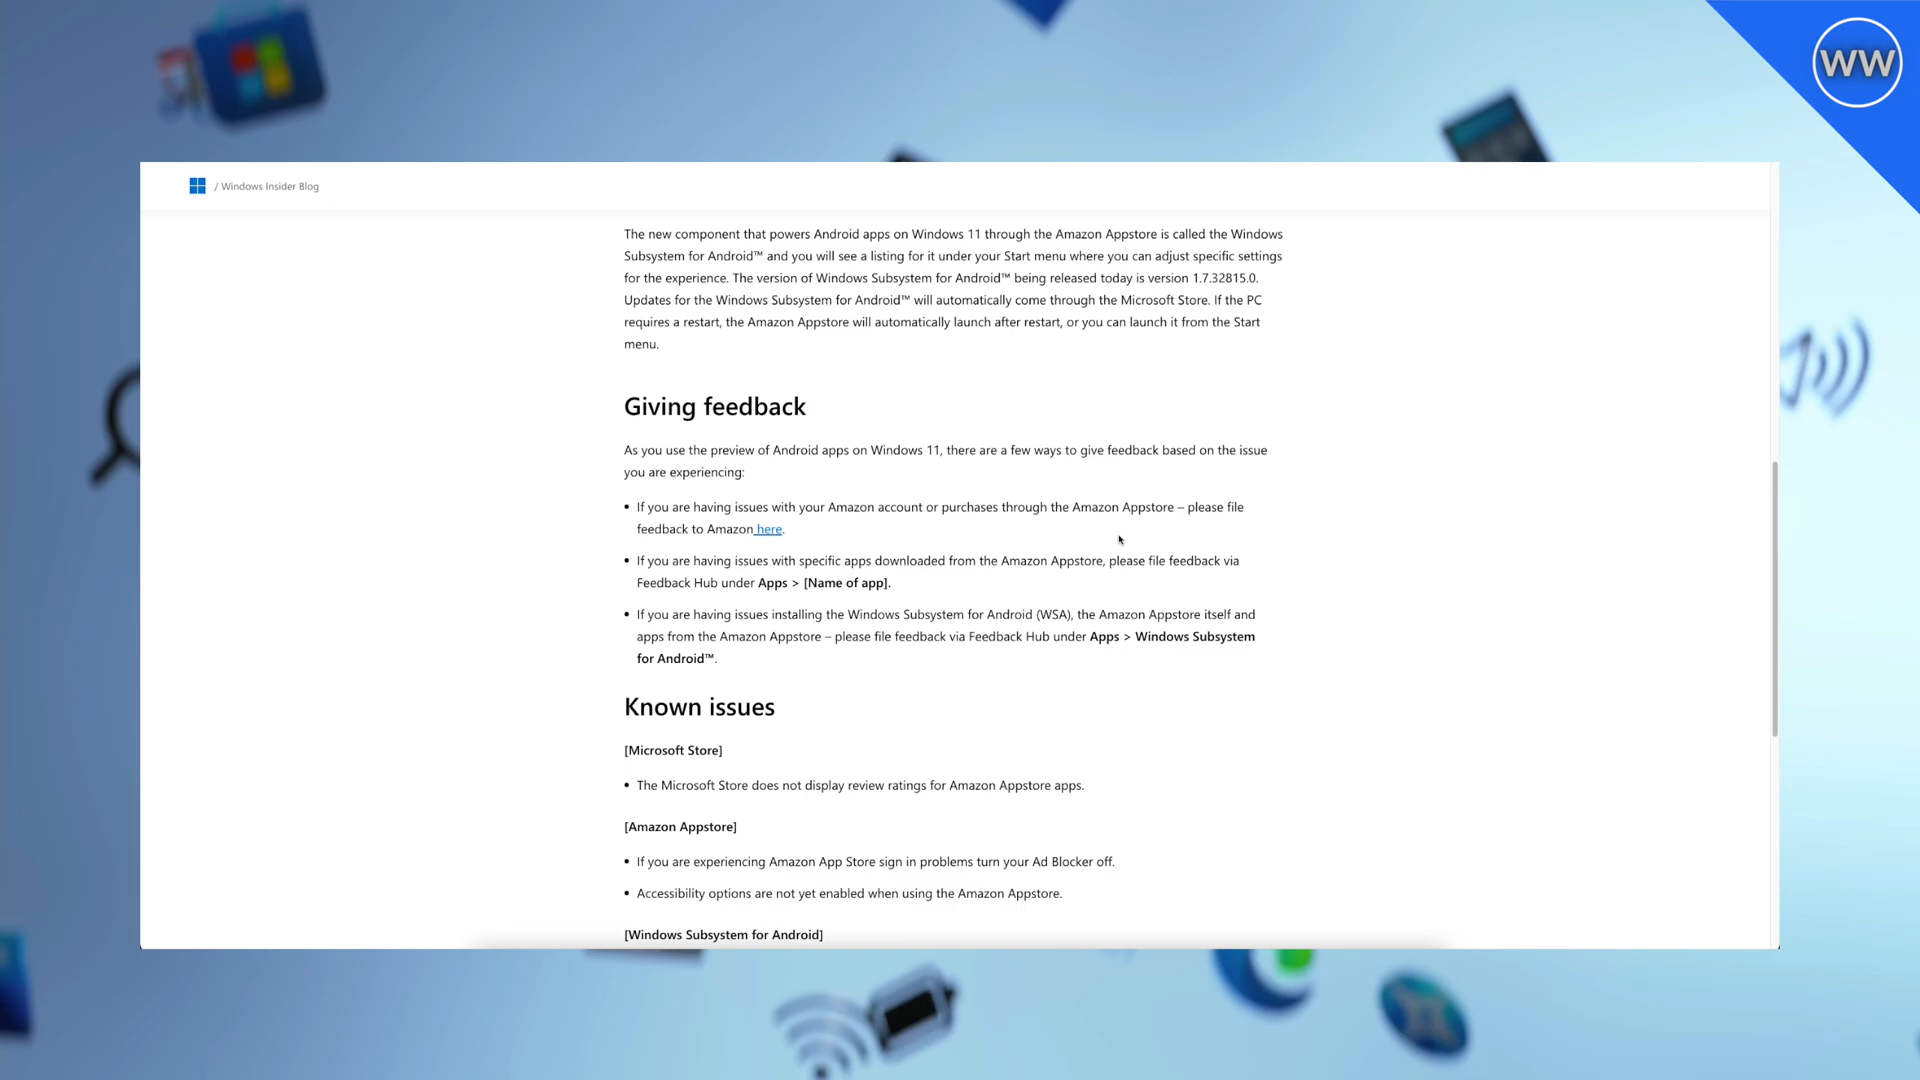 WW
/ Windows Insider Blog
The new component that powers Android apps on Windows 11 through the Amazon Appstore is called the Windows
Subsystem for Android™ and you will see a listing for it under your Start menu where you can adjust specific settings
for the experience. The version of Windows Subsystem for Android™ being released today is version 1.7.32815.0.
Updates for the Windows Subsystem for Android™ will automatically come through the Microsoft Store. If the PC
requires a restart, the Amazon Appstore will automatically launch after restart, or you can launch it from the Start
menu.
Giving feedback
As you use the preview of Android apps on Windows 11, there are a few ways to give feedback based on the issue
you are experiencing:
• If you are having issues with your Amazon account or purchases through the Amazon Appstore – please file
feedback to Amazon here.
• If you are having issues with specific apps downloaded from the Amazon Appstore, please file feedback via
Feedback Hub under Apps > [Name of app].
• If you are having issues installing the Windows Subsystem for Android (WSA), the Amazon Appstore itself and
apps from the Amazon Appstore – please file feedback via Feedback Hub under Apps > Windows Subsystem
for Android™.
Known issues
[Microsoft Store]
• The Microsoft Store does not display review ratings for Amazon Appstore apps.
[Amazon Appstore]
• If you are experiencing Amazon App Store sign in problems turn your Ad Blocker off.
• Accessibility options are not yet enabled when using the Amazon Appstore.
[Windows Subsystem for Android]